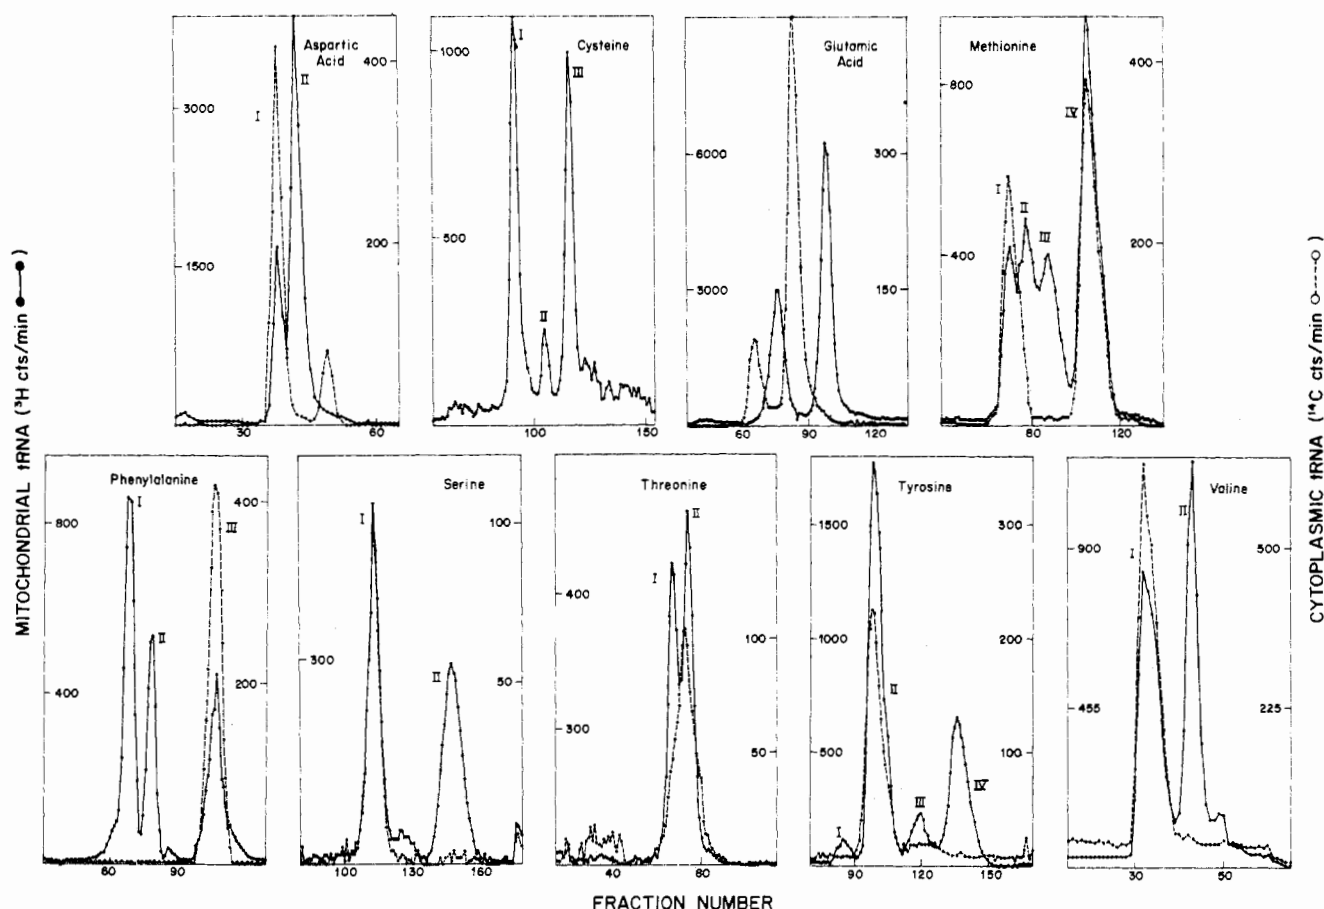 MITOCHONDRIAL tRNA (³H cts/min ●—●)
CYTOPLASMIC tRNA (¹⁴C cts/min ○----○)
Aspartic
Acid
I
II
3000
1500
400
200
30
60
Cysteine
I
II
III
1000
500
100
150
Glutamic
Acid
6000
3000
300
150
60
90
120
Methionine
I
II
III
IV
800
400
400
200
80
120
Phenylalanine
I
II
III
800
400
400
200
60
90
Serine
I
II
300
100
50
100
130
160
Threonine
I
II
400
300
100
50
40
80
Tyrosine
I
II
III
IV
1500
1000
500
300
200
100
90
120
150
Valine
I
II
900
455
500
225
30
50
FRACTION NUMBER